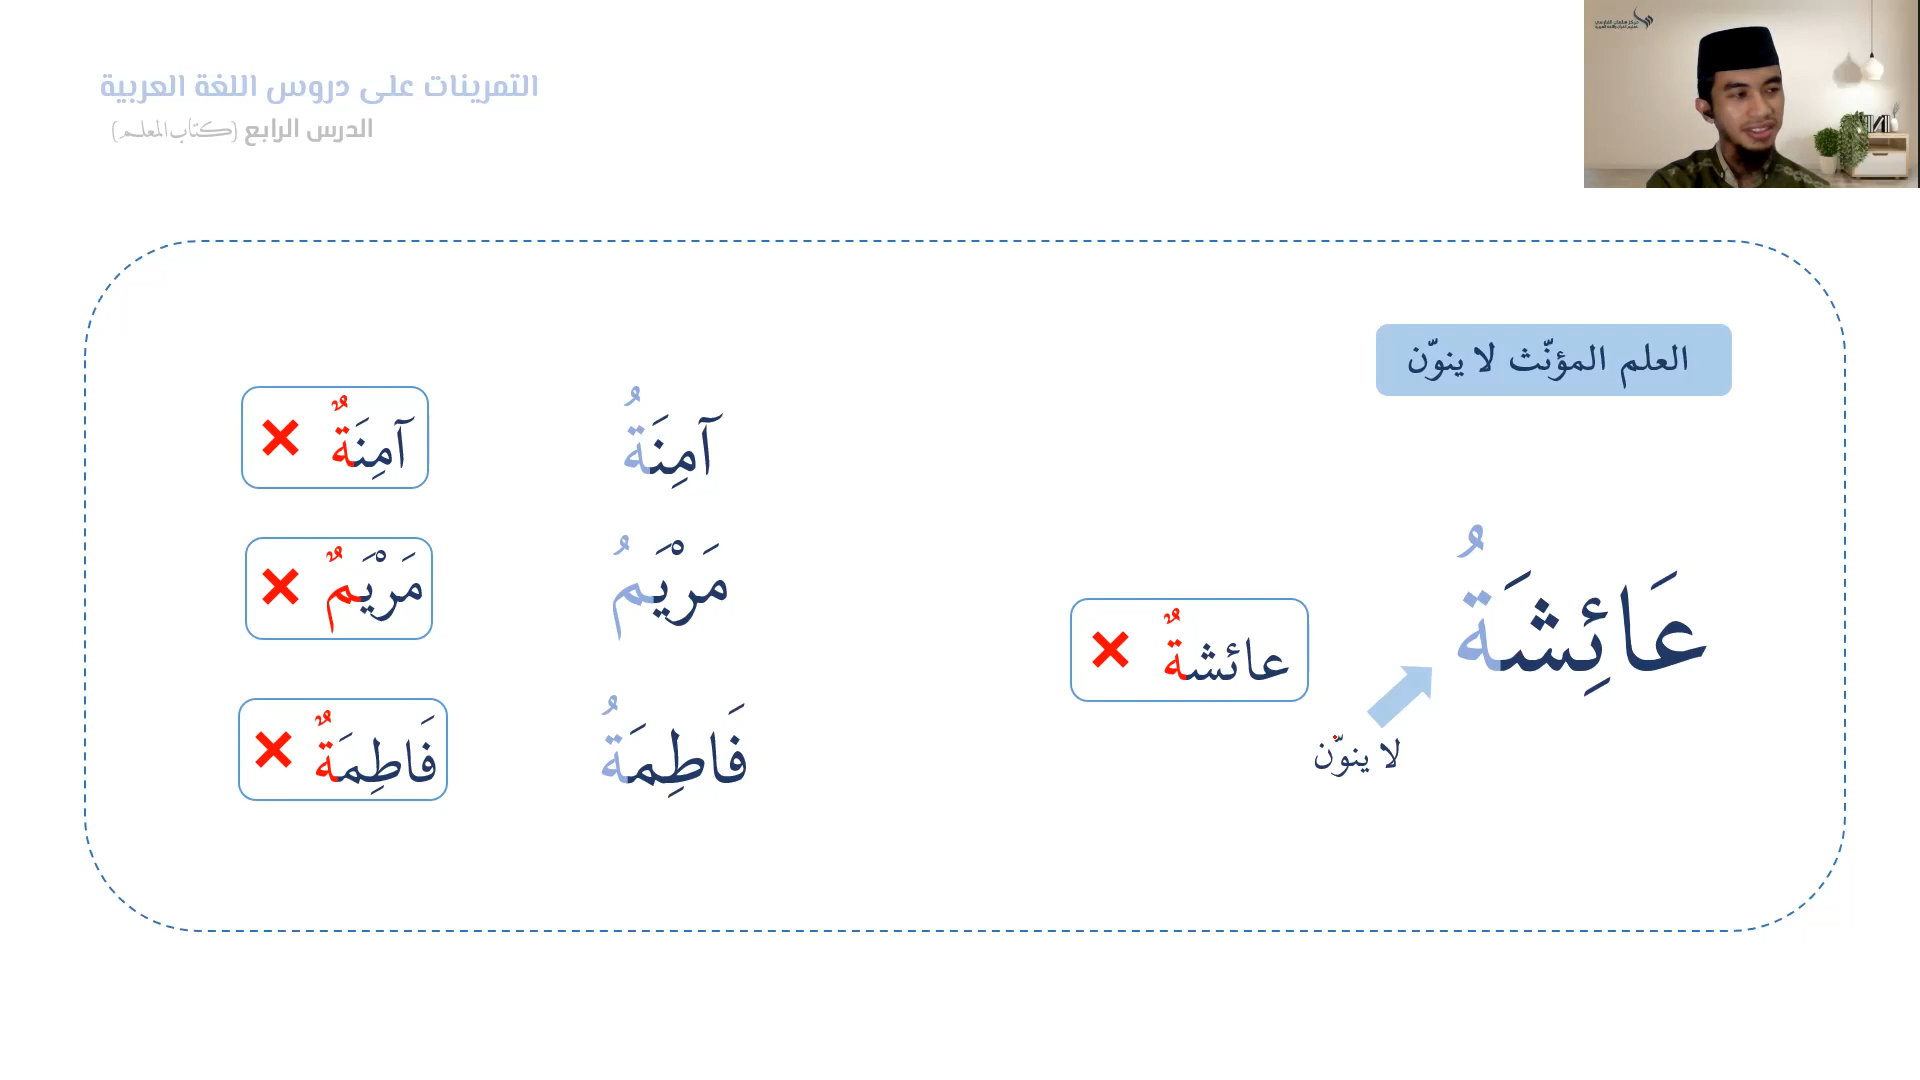 التمرينات على دروس اللغة العربية
الدرس الرابع (كتاب المعلم)
العلم المؤنّث لا ينوّن
عَائِشَةُ
لا ينوّن
عائشةٌ
آمِنَةُ
آمِنَةٌ
مَرْيَمُ
مَرْيَمٌ
فَاطِمَةُ
فَاطِمَةٌ